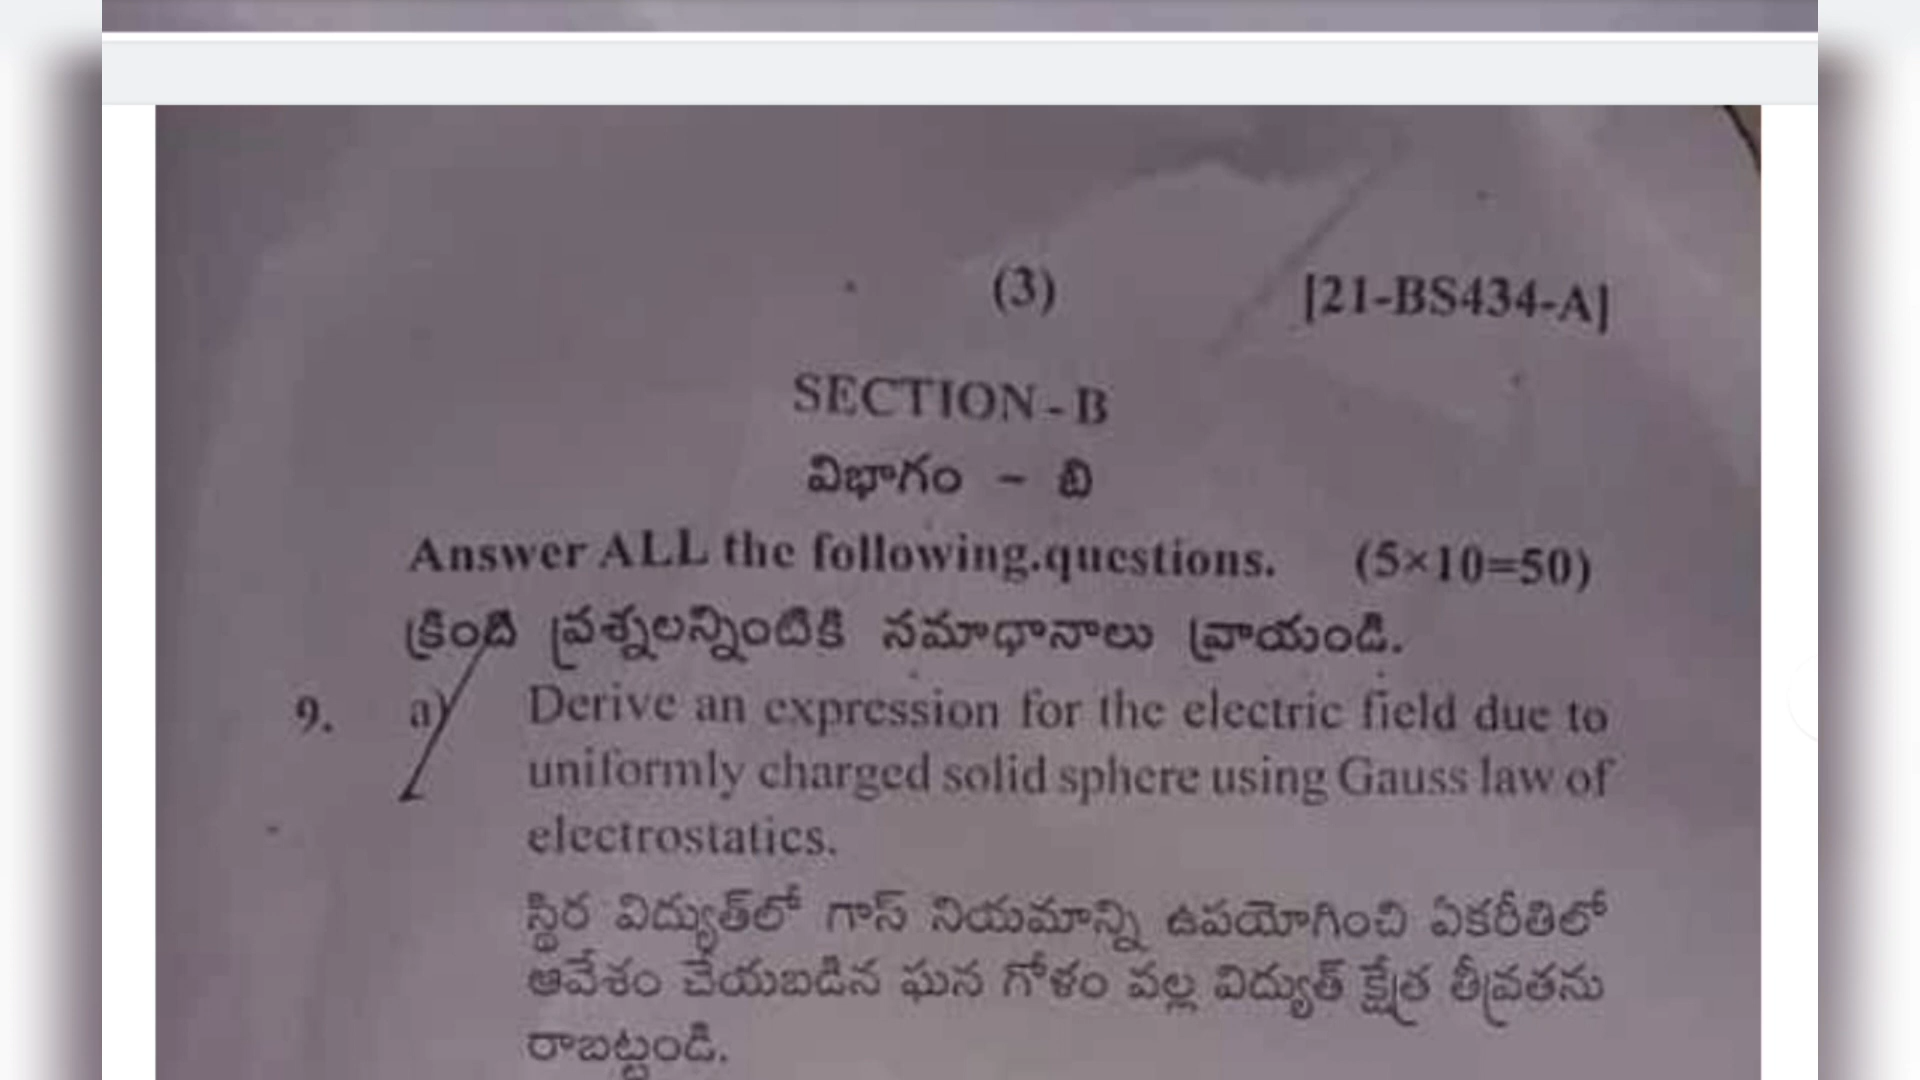 (3) [21-BS434-A]
SECTION - B
విభాగం - బి
Answer ALL the following.questions. (5×10=50)
క్రింది ప్రశ్నలన్నింటికి సమాధానాలు వ్రాయండి.
9. a) Derive an expression for the electric field due to
uniformly charged solid sphere using Gauss law of
electrostatics.
స్థిర విద్యుత్‌లో గాస్ నియమాన్ని ఉపయోగించి ఏకరీతిలో
ఆవేశం చేయబడిన ఘన గోళం వల్ల విద్యుత్ క్షేత్ర తీవ్రతను
రాబట్టండి.